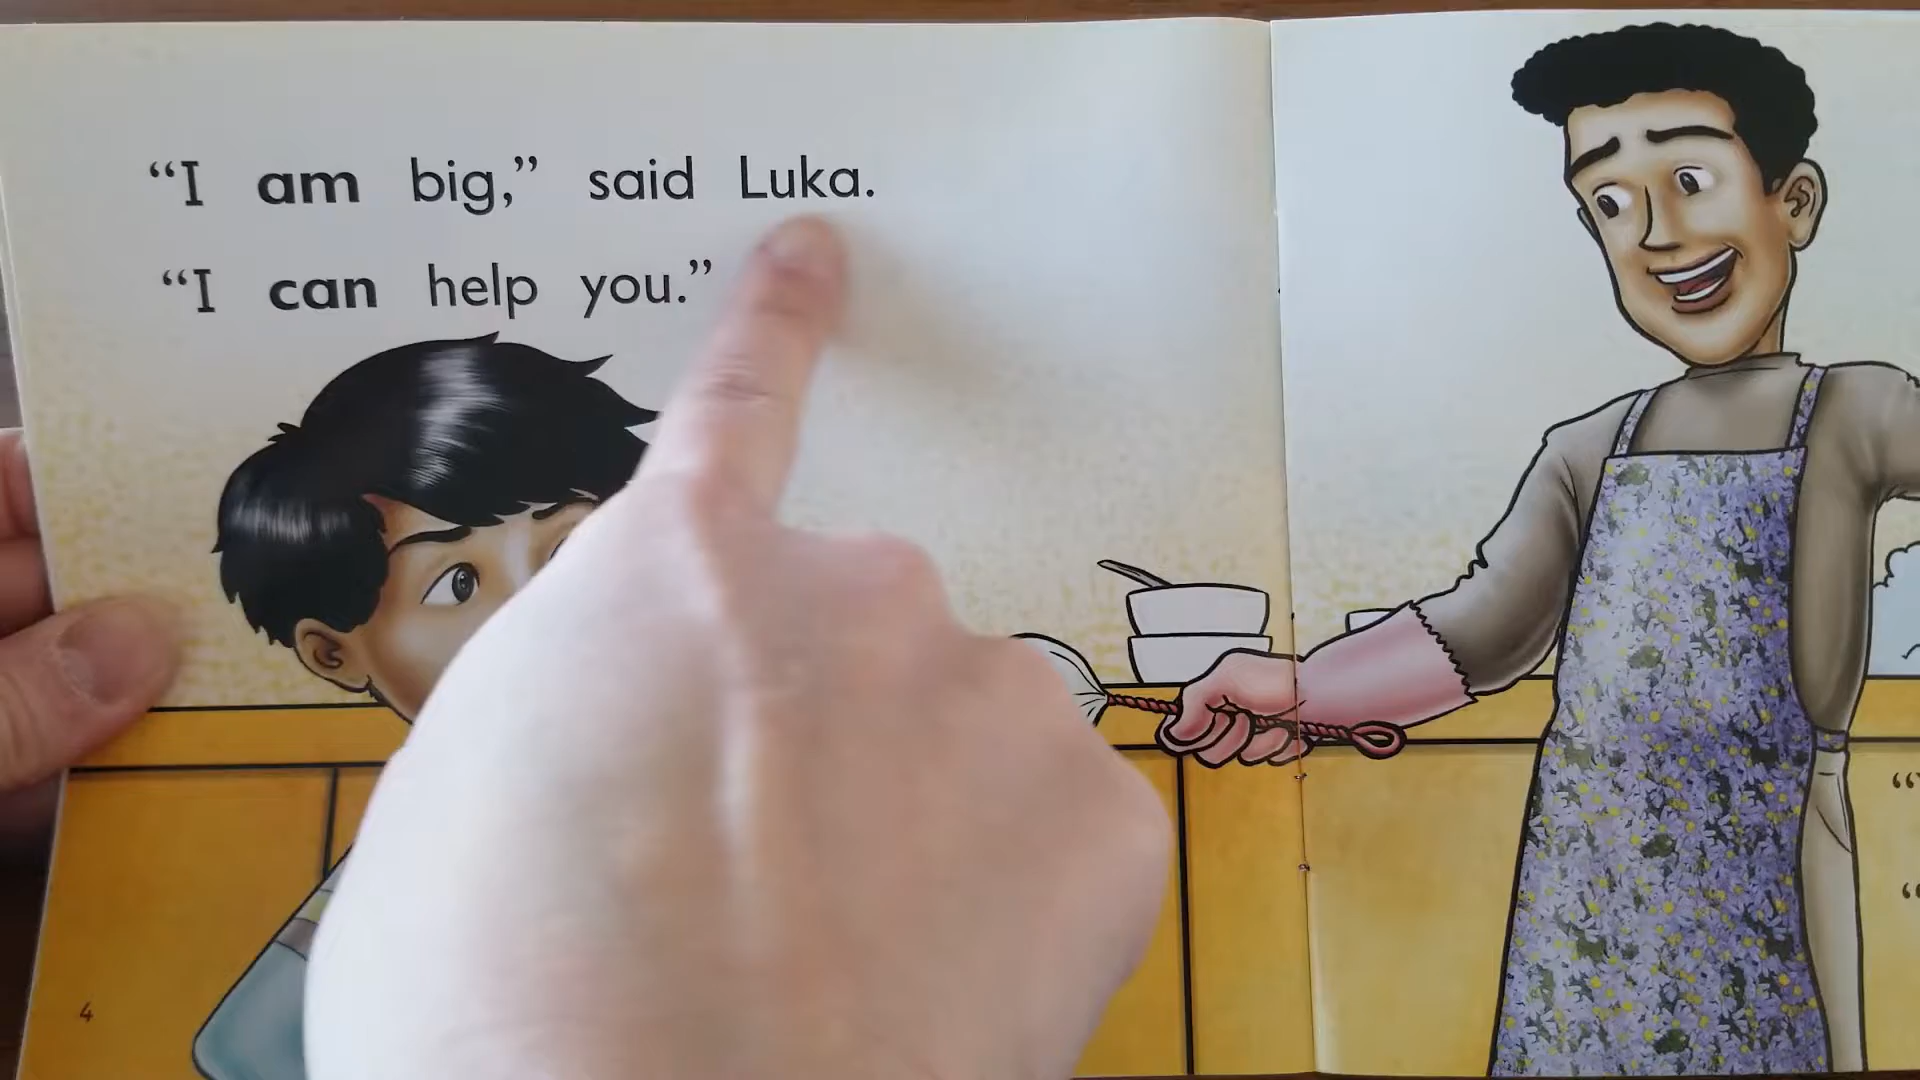 “I am big,” said Luka.
“I can help you.”
4